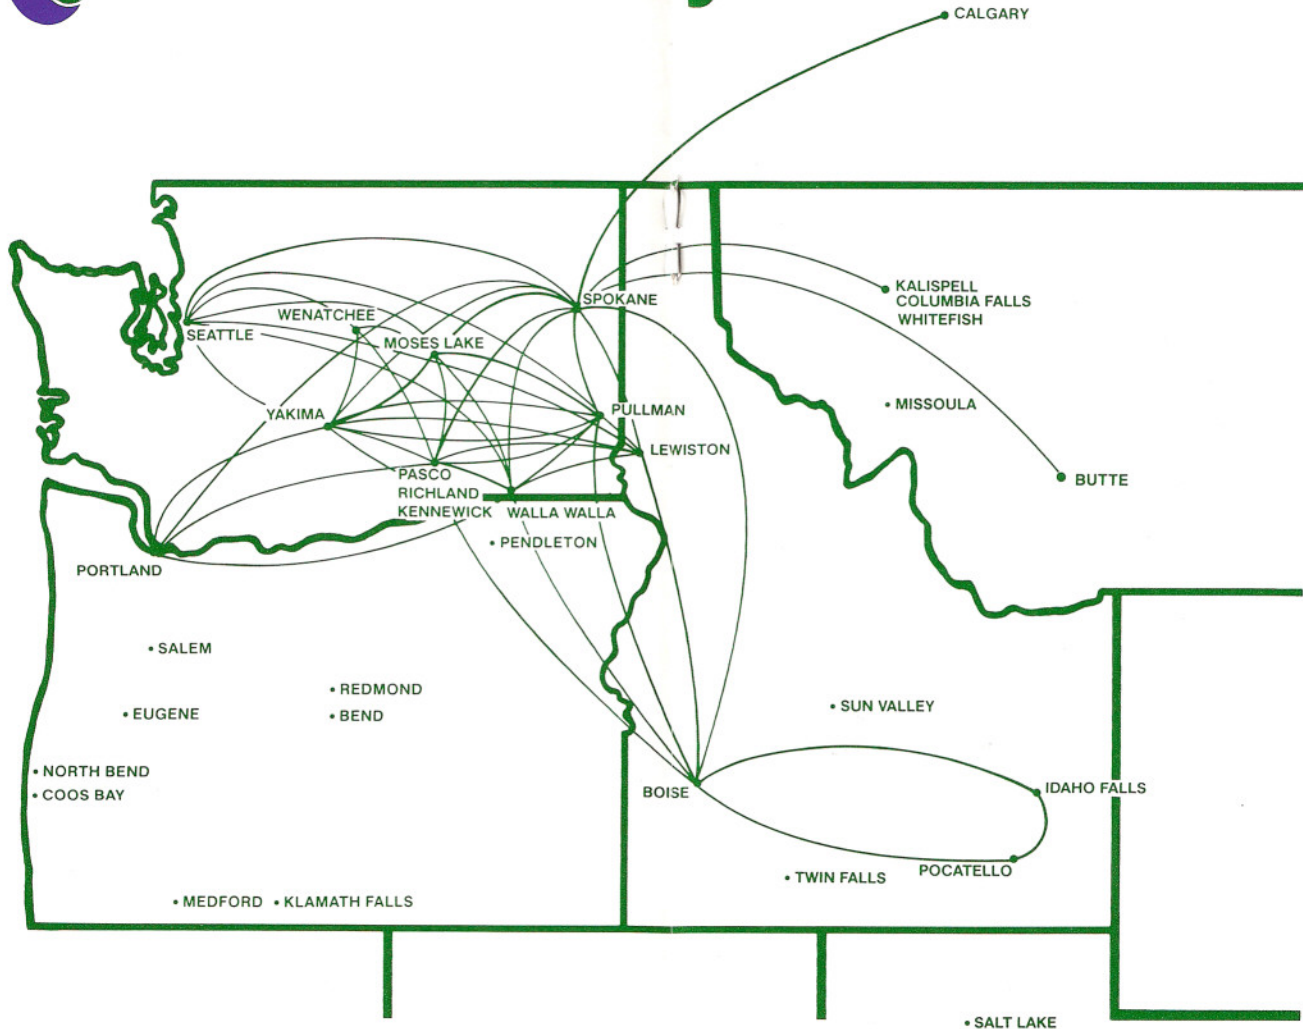 CALGARY
SPOKANE
KALISPELL
COLUMBIA FALLS
WHITEFISH
WENATCHEE
SEATTLE
MOSES LAKE
YAKIMA
PULLMAN
MISSOULA
LEWISTON
PASCO
RICHLAND
KENNEWICK
WALLA WALLA
BUTTE
PENDLETON
PORTLAND
SALEM
REDMOND
EUGENE
BEND
SUN VALLEY
NORTH BEND
COOS BAY
BOISE
IDAHO FALLS
POCATELLO
TWIN FALLS
MEDFORD
KLAMATH FALLS
SALT LAKE